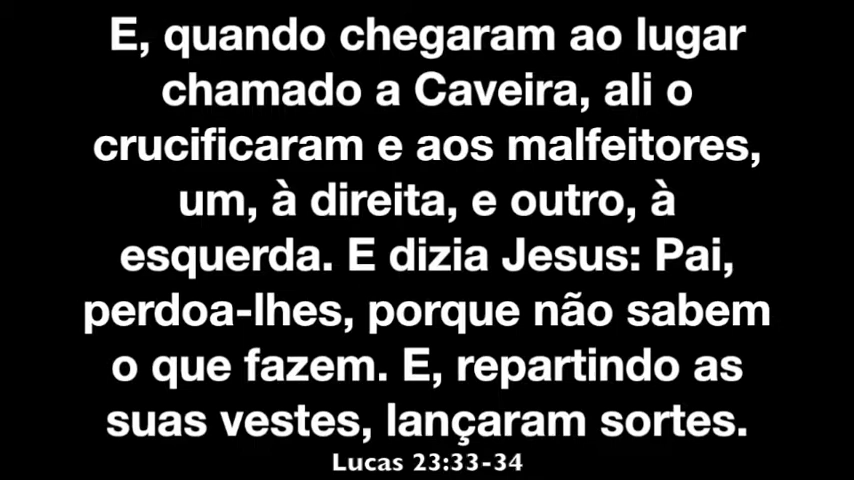 E, quando chegaram ao lugar
chamado a Caveira, ali o
crucificaram e aos malfeitores,
um, à direita, e outro, à
esquerda. E dizia Jesus: Pai,
perdoa-lhes, porque não sabem
o que fazem. E, repartindo as
suas vestes, lançaram sortes.
Lucas 23:33-34